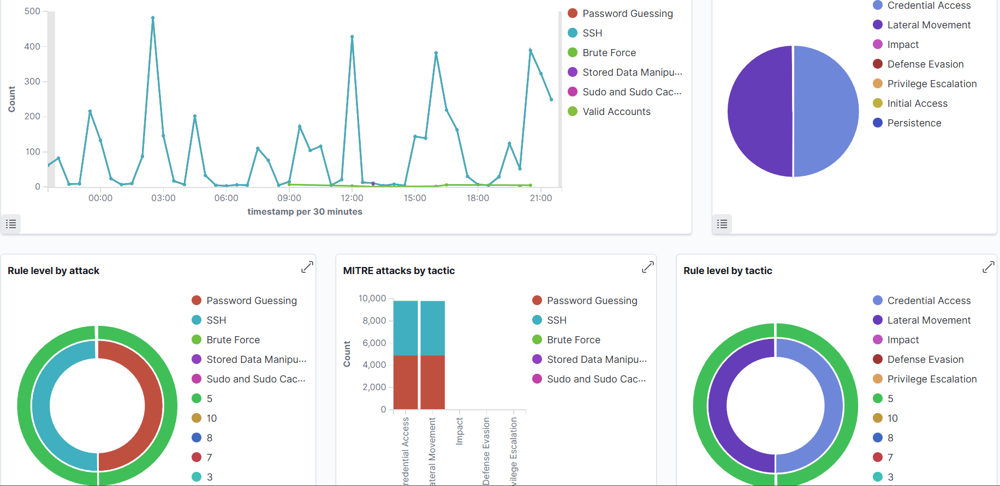 500
400
300
200
100
0
Count
00:00
03:00
06:00
09:00
12:00
15:00
18:00
21:00
timestamp per 30 minutes
Password Guessing
SSH
Brute Force
Stored Data Manipu...
Sudo and Sudo Cac...
Valid Accounts
Credential Access
Lateral Movement
Impact
Defense Evasion
Privilege Escalation
Initial Access
Persistence
Rule level by attack
Password Guessing
SSH
Brute Force
Stored Data Manipu...
Sudo and Sudo Cac...
5
10
8
7
3
MITRE attacks by tactic
10,000
8,000
6,000
4,000
2,000
0
Count
redential Access
ateral Movement
Impact
Defense Evasion
vilege Escalation
Password Guessing
SSH
Brute Force
Stored Data Manipu...
Sudo and Sudo Cac...
Rule level by tactic
Credential Access
Lateral Movement
Impact
Defense Evasion
Privilege Escalation
5
10
8
7
3